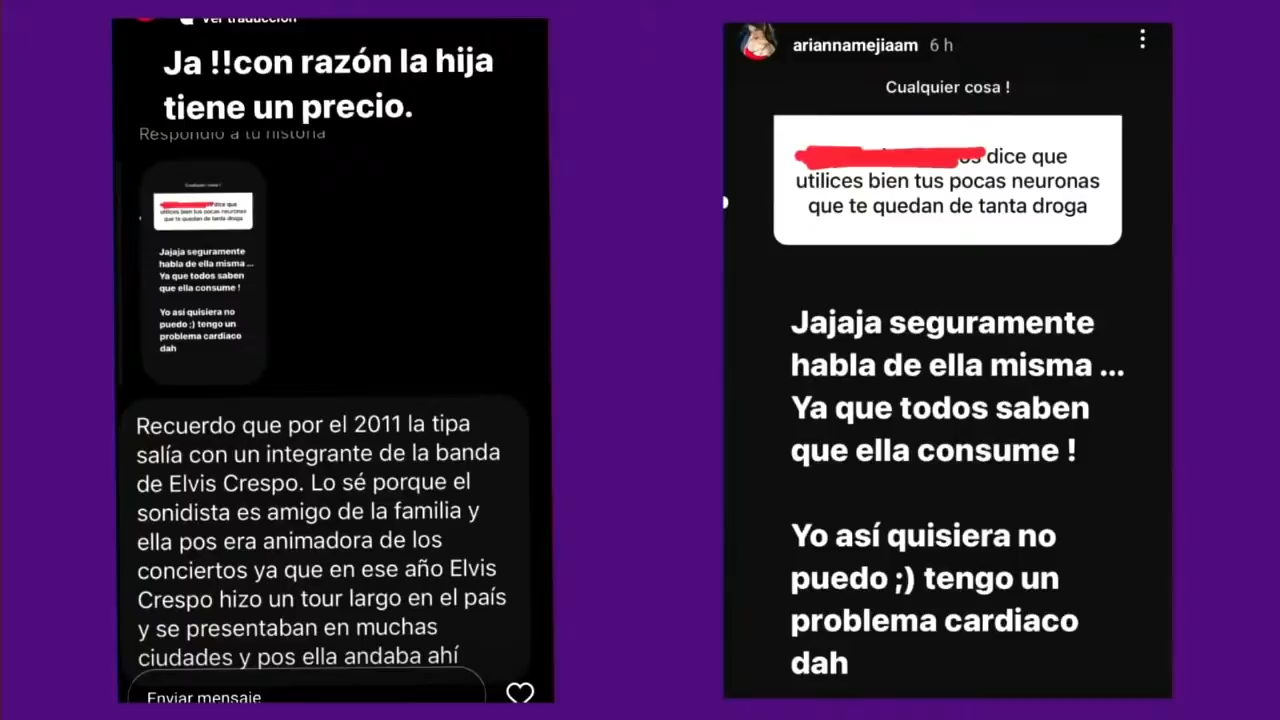 Ver traducción
Ja !!con razón la hija
tiene un precio.
Respondió a tu historia
Cualquier cosa !
dice que
utilices bien tus pocas neuronas
que te quedan de tanta droga
Jajaja seguramente
habla de ella misma ...
Ya que todos saben
que ella consume !
Yo así quisiera no
puedo ;) tengo un
problema cardiaco
dah
Recuerdo que por el 2011 la tipa
salía con un integrante de la banda
de Elvis Crespo. Lo sé porque el
sonidista es amigo de la familia y
ella pos era animadora de los
conciertos ya que en ese año Elvis
Crespo hizo un tour largo en el país
y se presentaban en muchas
ciudades y pos ella andaba ahí
Enviar mensaje
ariannamejiaam 6 h
Cualquier cosa !
os dice que
utilices bien tus pocas neuronas
que te quedan de tanta droga
Jajaja seguramente
habla de ella misma ...
Ya que todos saben
que ella consume !
Yo así quisiera no
puedo ;) tengo un
problema cardiaco
dah